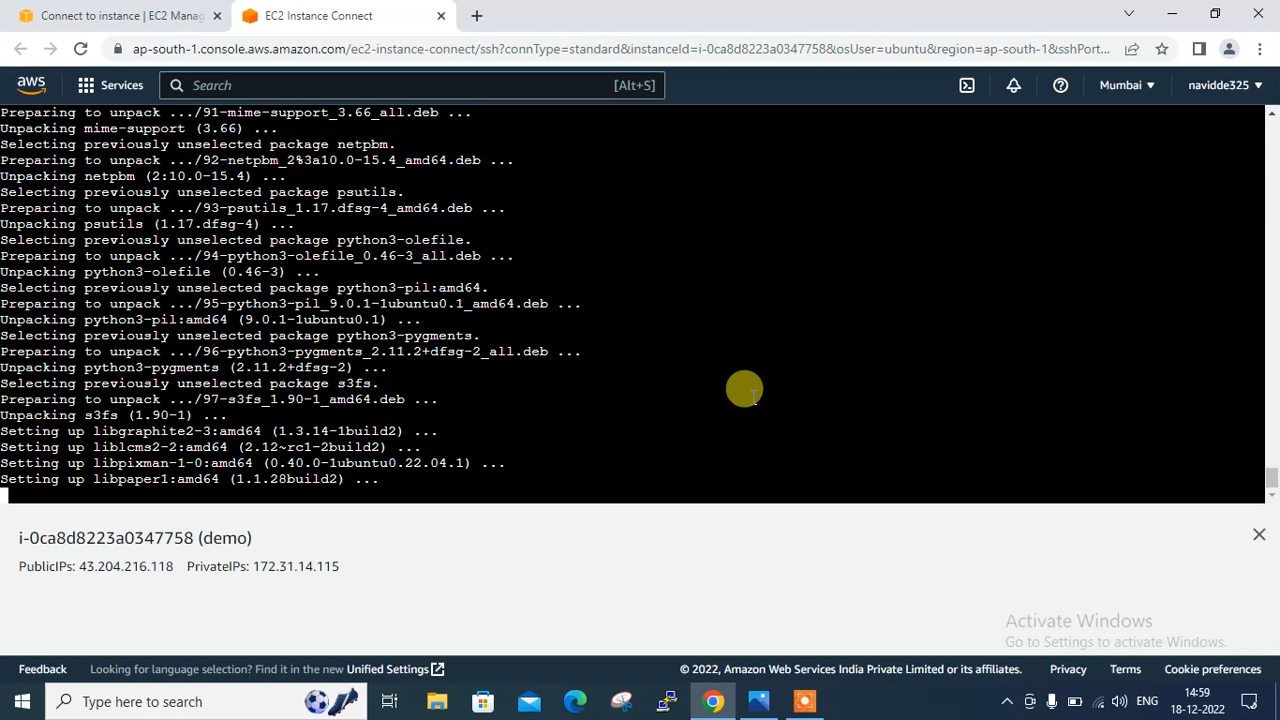 Connect to instance | EC2 Manag
EC2 Instance Connect
ap-south-1.console.aws.amazon.com/ec2-instance-connect/ssh?connType=standard&instanceId=i-0ca8d8223a0347758&osUser=ubuntu&region=ap-south-1&sshPort...
aws
Services
Search
[Alt+S]
Mumbai
navidde325
Preparing to unpack .../91-mime-support_3.66_all.deb ...
Unpacking mime-support (3.66) ...
Selecting previously unselected package netpbm.
Preparing to unpack .../92-netpbm_2%3a10.0-15.4_amd64.deb ...
Unpacking netpbm (2:10.0-15.4) ...
Selecting previously unselected package psutils.
Preparing to unpack .../93-psutils_1.17.dfsg-4_amd64.deb ...
Unpacking psutils (1.17.dfsg-4) ...
Selecting previously unselected package python3-olefile.
Preparing to unpack .../94-python3-olefile_0.46-3_all.deb ...
Unpacking python3-olefile (0.46-3) ...
Selecting previously unselected package python3-pil:amd64.
Preparing to unpack .../95-python3-pil_9.0.1-1ubuntu0.1_amd64.deb ...
Unpacking python3-pil:amd64 (9.0.1-1ubuntu0.1) ...
Selecting previously unselected package python3-pygments.
Preparing to unpack .../96-python3-pygments_2.11.2+dfsg-2_all.deb ...
Unpacking python3-pygments (2.11.2+dfsg-2) ...
Selecting previously unselected package s3fs.
Preparing to unpack .../97-s3fs_1.90-1_amd64.deb ...
Unpacking s3fs (1.90-1) ...
Setting up libgraphite2-3:amd64 (1.3.14-1build2) ...
Setting up liblcms2-2:amd64 (2.12~rc1-2build2) ...
Setting up libpixman-1-0:amd64 (0.40.0-1ubuntu0.22.04.1) ...
Setting up libpaper1:amd64 (1.1.28build2) ...
i-0ca8d8223a0347758 (demo)
PublicIPs: 43.204.216.118 PrivateIPs: 172.31.14.115
Activate Windows
Go to Settings to activate Windows.
Feedback
Looking for language selection? Find it in the new Unified Settings
© 2022, Amazon Web Services India Private Limited or its affiliates.
Privacy
Terms
Cookie preferences
Type here to search
ENG
14:59
18-12-2022